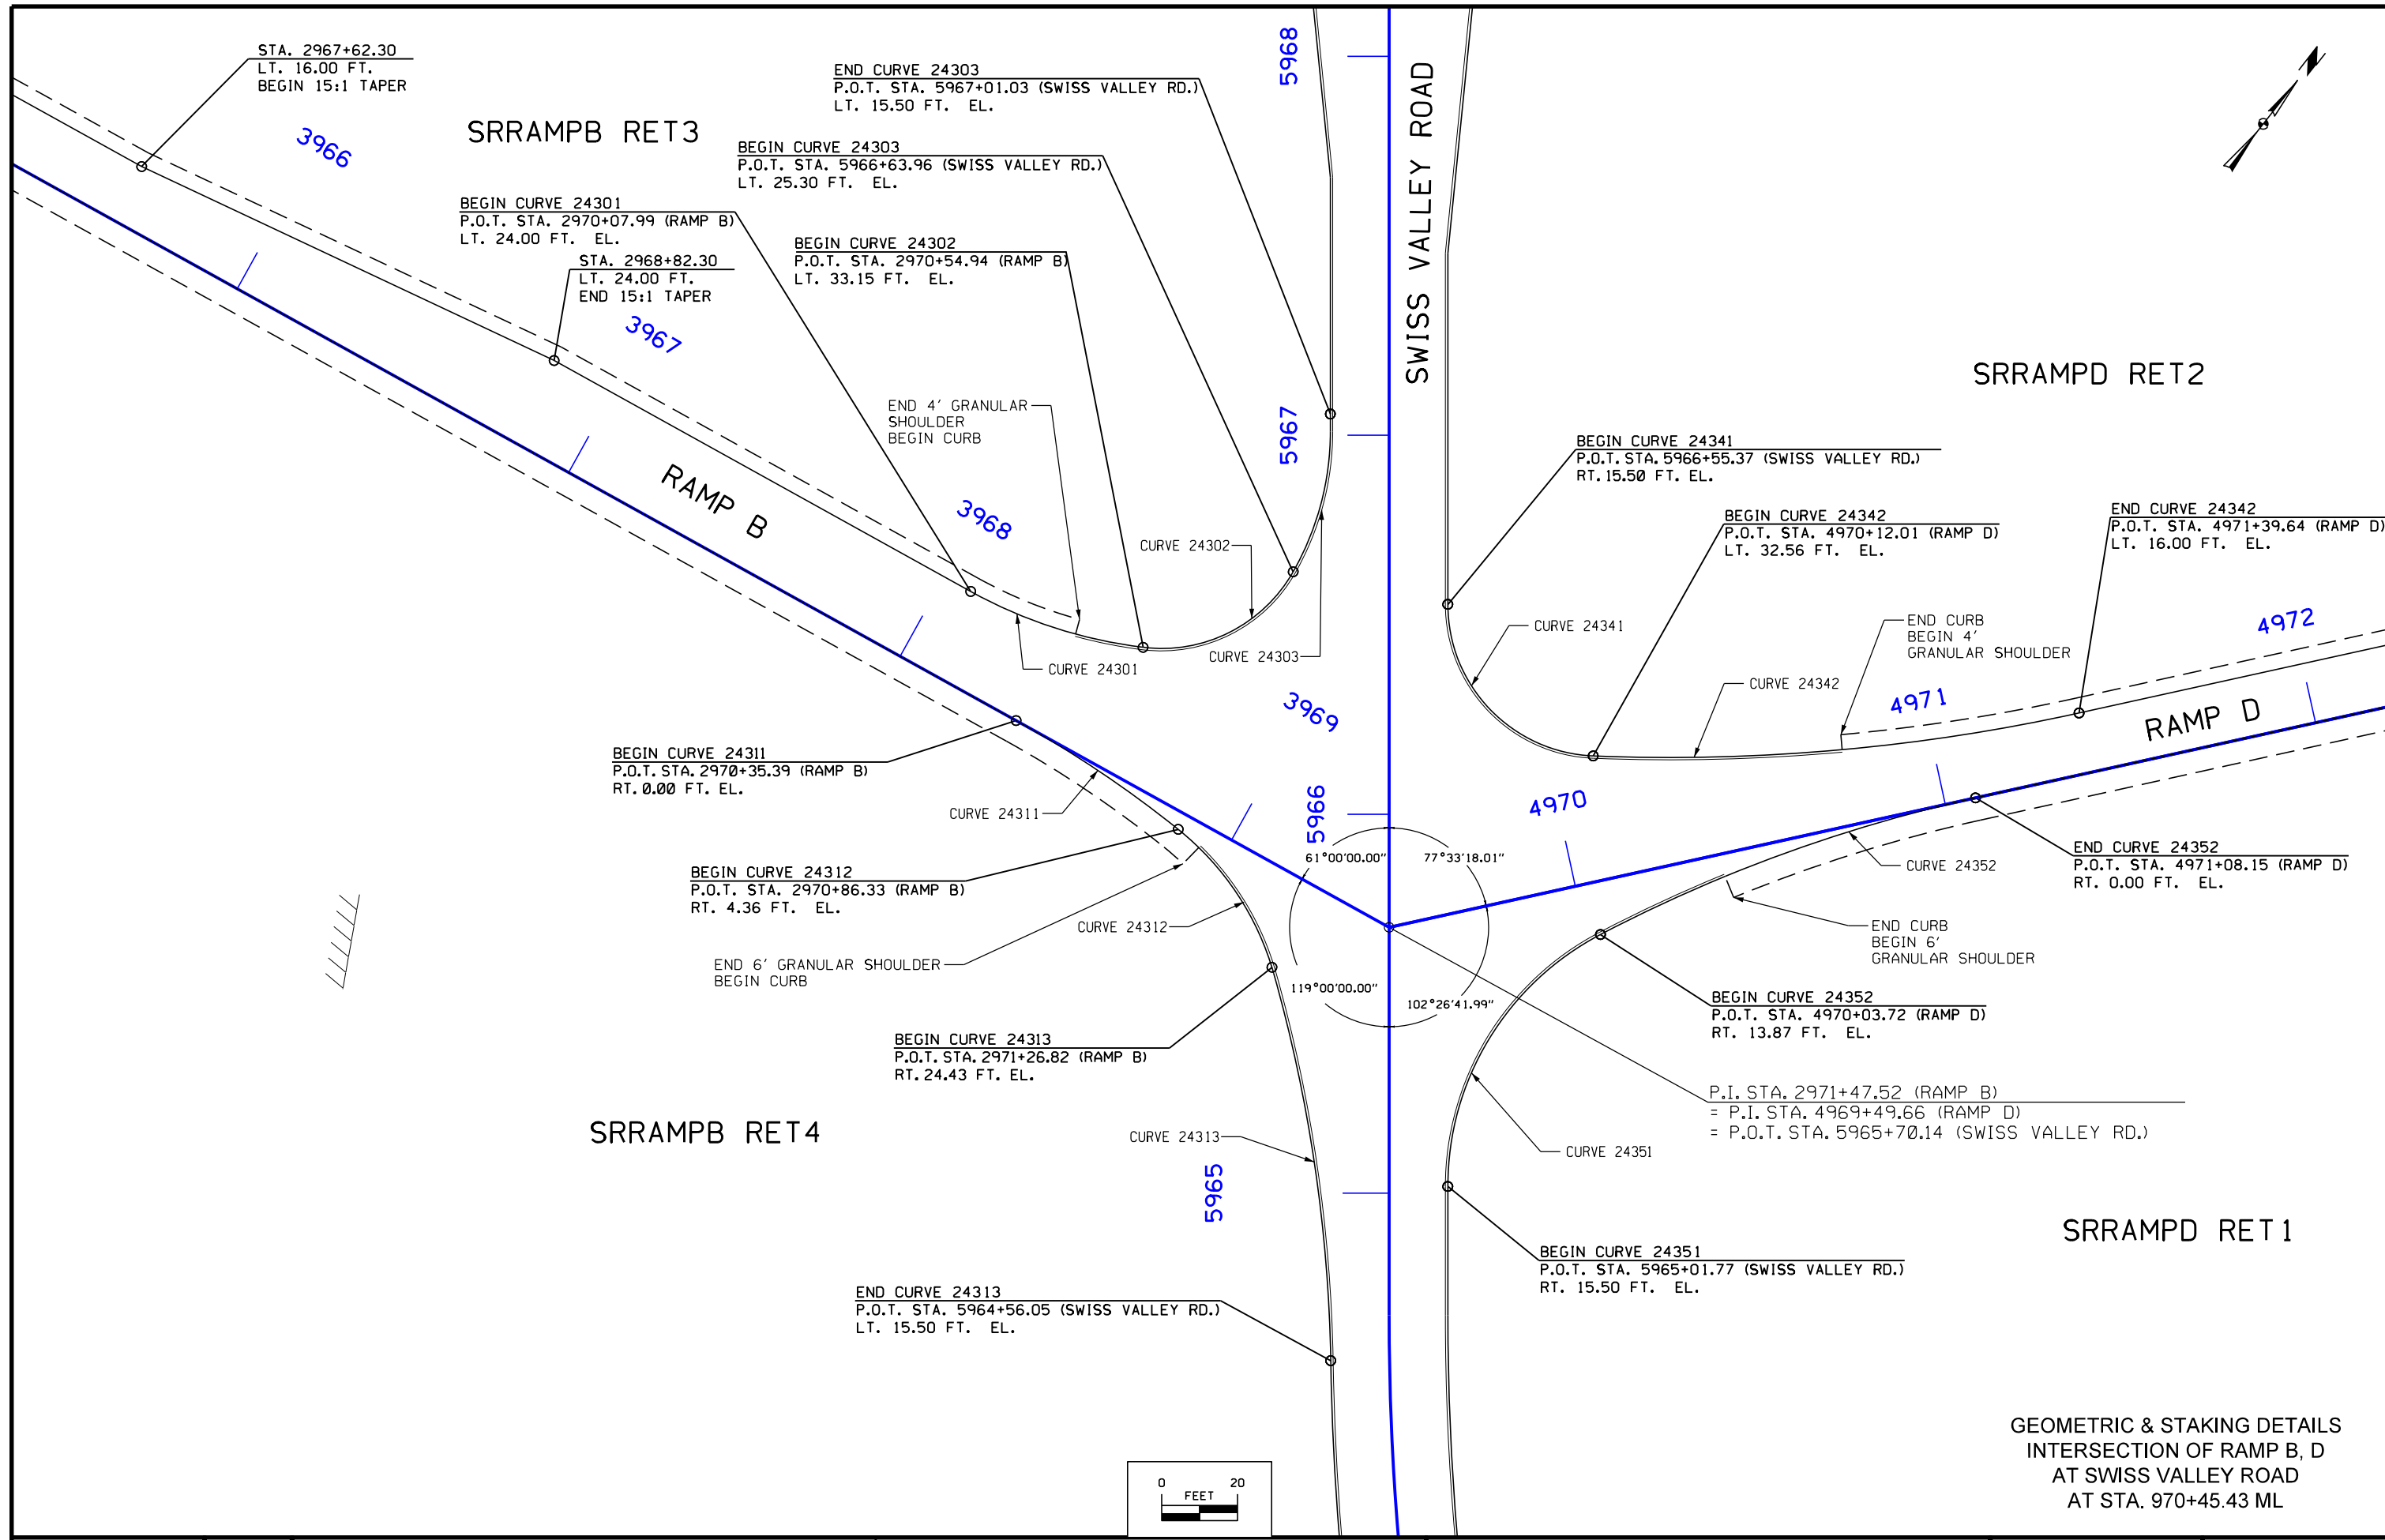 STA. 2967+62.30
LT. 16.00 FT.
BEGIN 15:1 TAPER
3966
SRRAMPB RET3
END CURVE 24303
P.O.T. STA. 5967+01.03 (SWISS VALLEY RD.)
LT. 15.50 FT. EL.
BEGIN CURVE 24303
P.O.T. STA. 5966+63.96 (SWISS VALLEY RD.)
LT. 25.30 FT. EL.
BEGIN CURVE 24301
P.O.T. STA. 2970+07.99 (RAMP B)
LT. 24.00 FT. EL.
BEGIN CURVE 24302
P.O.T. STA. 2970+54.94 (RAMP B)
LT. 33.15 FT. EL.
STA. 2968+82.30
LT. 24.00 FT.
END 15:1 TAPER
3967
5968
SWISS VALLEY ROAD
END 4' GRANULAR
SHOULDER
BEGIN CURB
5967
RAMP B
3968
CURVE 24302
CURVE 24301
CURVE 24303
SRRAMPD RET2
BEGIN CURVE 24341
P.O.T. STA. 5966+55.37 (SWISS VALLEY RD.)
RT. 15.50 FT. EL.
BEGIN CURVE 24342
P.O.T. STA. 4970+12.01 (RAMP D)
LT. 32.56 FT. EL.
END CURVE 24342
P.O.T. STA. 4971+39.64 (RAMP D)
LT. 16.00 FT. EL.
CURVE 24341
END CURB
BEGIN 4'
GRANULAR SHOULDER
4972
CURVE 24342
4971
RAMP D
3969
BEGIN CURVE 24311
P.O.T. STA. 2970+35.39 (RAMP B)
RT. 0.00 FT. EL.
CURVE 24311
5966
4970
61°00'00.00"
77°33'18.01"
119°00'00.00"
102°26'41.99"
BEGIN CURVE 24312
P.O.T. STA. 2970+86.33 (RAMP B)
RT. 4.36 FT. EL.
CURVE 24312
END 6' GRANULAR SHOULDER
BEGIN CURB
END CURVE 24352
P.O.T. STA. 4971+08.15 (RAMP D)
RT. 0.00 FT. EL.
CURVE 24352
END CURB
BEGIN 6'
GRANULAR SHOULDER
BEGIN CURVE 24352
P.O.T. STA. 4970+03.72 (RAMP D)
RT. 13.87 FT. EL.
BEGIN CURVE 24313
P.O.T. STA. 2971+26.82 (RAMP B)
RT. 24.43 FT. EL.
P.I. STA. 2971+47.52 (RAMP B)
= P.I. STA. 4969+49.66 (RAMP D)
= P.O.T. STA. 5965+70.14 (SWISS VALLEY RD.)
SRRAMPB RET4
CURVE 24313
CURVE 24351
5965
SRRAMPD RET1
BEGIN CURVE 24351
P.O.T. STA. 5965+01.77 (SWISS VALLEY RD.)
RT. 15.50 FT. EL.
END CURVE 24313
P.O.T. STA. 5964+56.05 (SWISS VALLEY RD.)
LT. 15.50 FT. EL.
0 20
FEET
GEOMETRIC & STAKING DETAILS
INTERSECTION OF RAMP B, D
AT SWISS VALLEY ROAD
AT STA. 970+45.43 ML